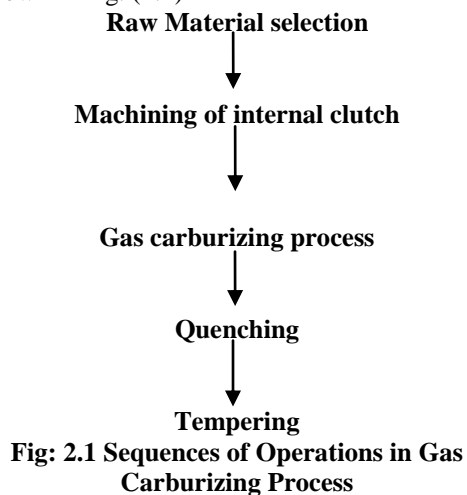 Raw Material selection
Machining of internal clutch
Gas carburizing process
Quenching
Tempering
Fig: 2.1 Sequences of Operations in Gas
Carburizing Process